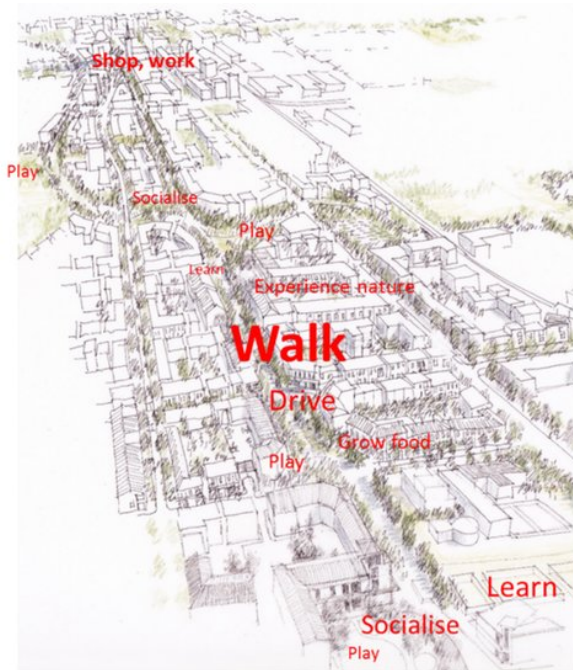 Shop, work
Play
Socialise
Play
Learn
Experience nature
Walk
Drive
Grow food
Play
Learn
Socialise
Play